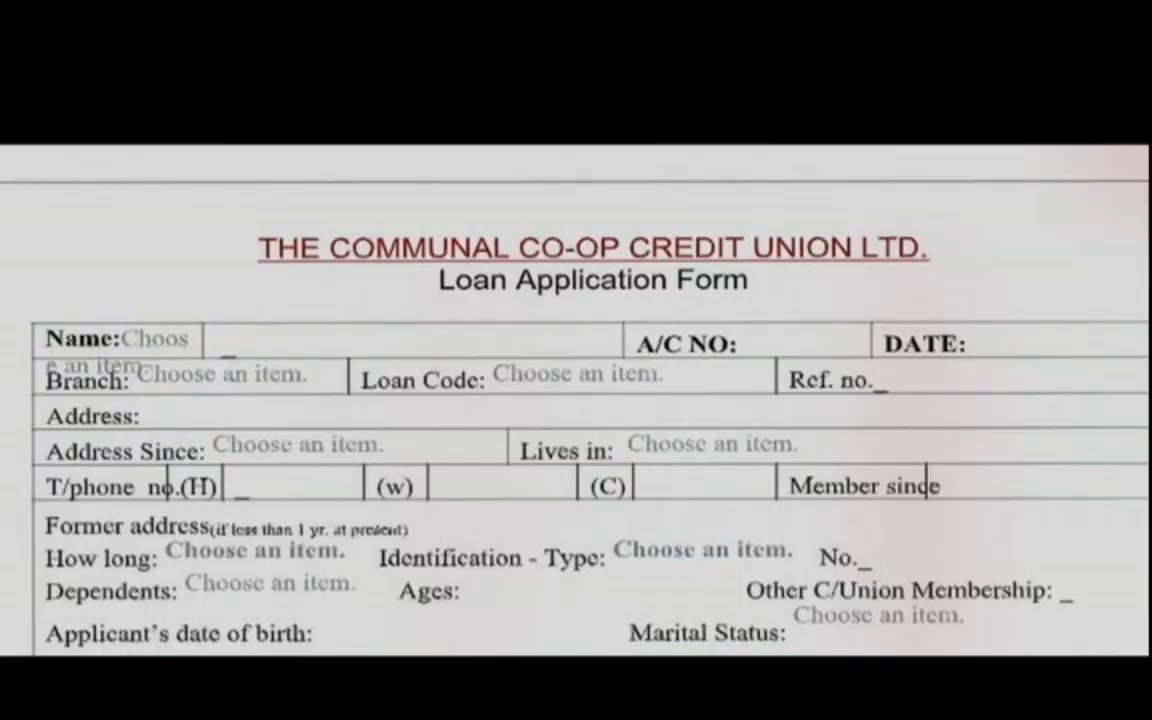 THE COMMUNAL CO-OP CREDIT UNION LTD.
Loan Application Form
Name:Choos A/C NO: DATE:
e an item.
Branch: Choose an item. Loan Code: Choose an item. Ref. no._
Address:
Address Since: Choose an item. Lives in: Choose an item.
T/phone no.(H) _ (w) (C) Member since
Former address(if less than 1 yr. at present)
How long: Choose an item. Identification - Type: Choose an item. No._
Dependents: Choose an item. Ages: Other C/Union Membership: _
Choose an item.
Applicant's date of birth: Marital Status: